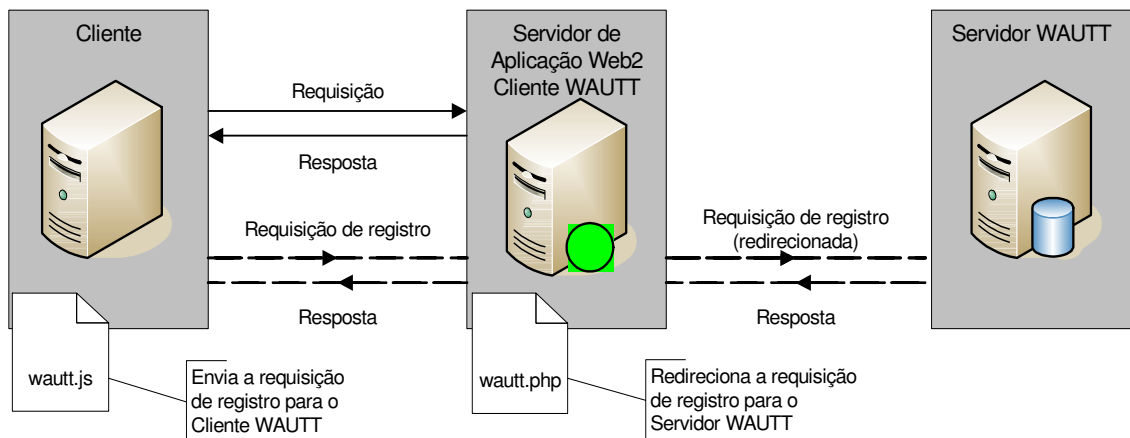 Cliente
Servidor de
Aplicação Web2
Cliente WAUTT
Servidor WAUTT
Requisição
Resposta
Requisição de registro
Resposta
Requisição de registro
(redirecionada)
Resposta
wautt.js
Envia a requisição
de registro para o
Cliente WAUTT
wautt.php
Redireciona a requisição
de registro para o
Servidor WAUTT